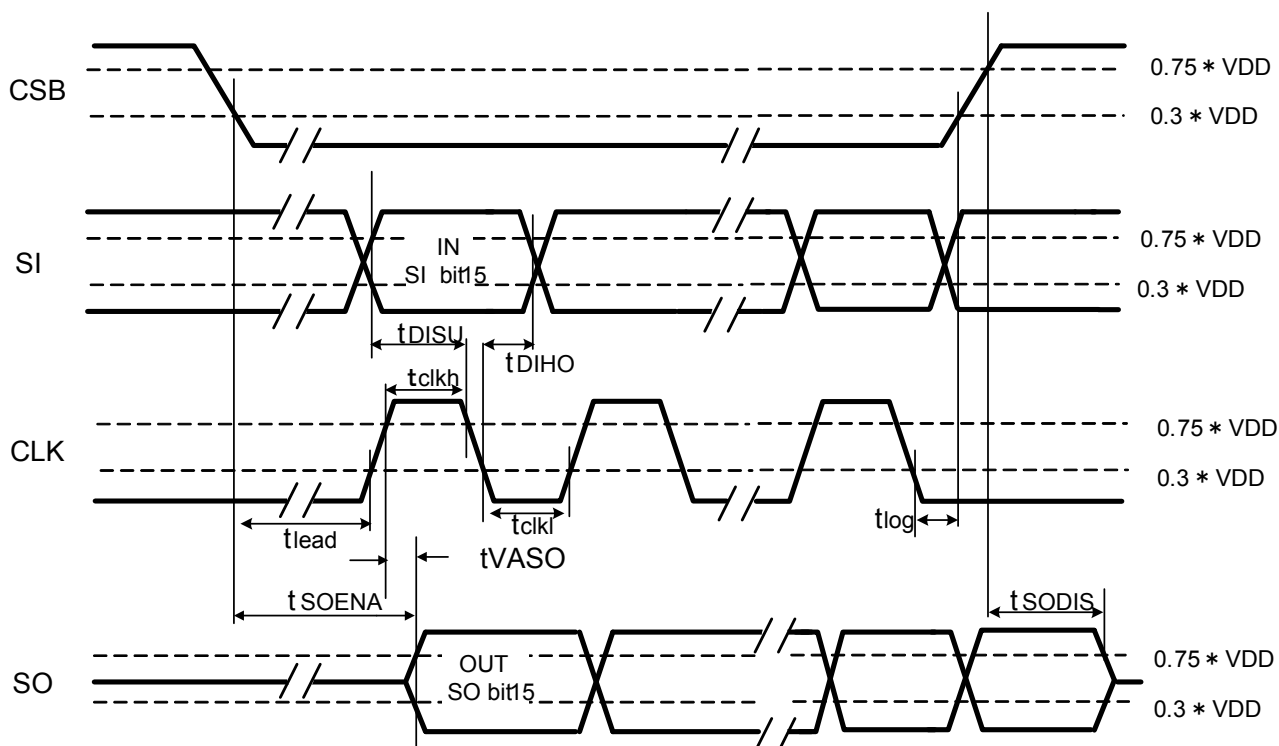 CSB
0.75 * VDD
0.3 * VDD
SI
IN
SI bit15
0.75 * VDD
0.3 * VDD
tDISU
tDIHO
tclkh
CLK
0.75 * VDD
0.3 * VDD
tlead
tclkl
tlog
tVASO
tSOENA
tSODIS
SO
OUT
SO bit15
0.75 * VDD
0.3 * VDD